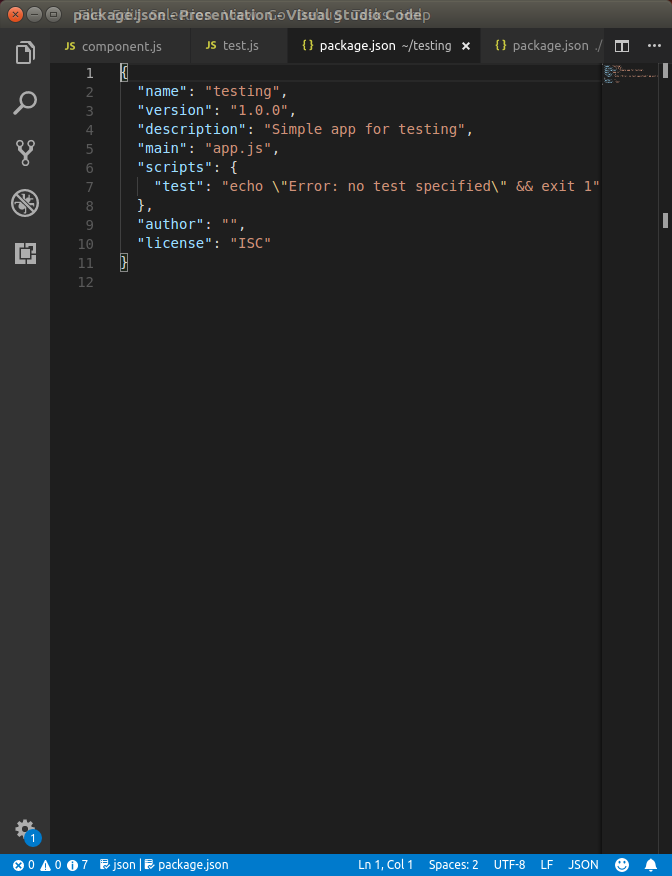 package.json - Presentation - Visual Studio Code
component.js test.js package.json ~/testing package.json ./
1 {
2 "name": "testing",
3 "version": "1.0.0",
4 "description": "Simple app for testing",
5 "main": "app.js",
6 "scripts": {
7 "test": "echo \"Error: no test specified\" && exit 1"
8 },
9 "author": "",
10 "license": "ISC"
11 }
12
1
0 0 7 json | package.json Ln 1, Col 1 Spaces: 2 UTF-8 LF JSON